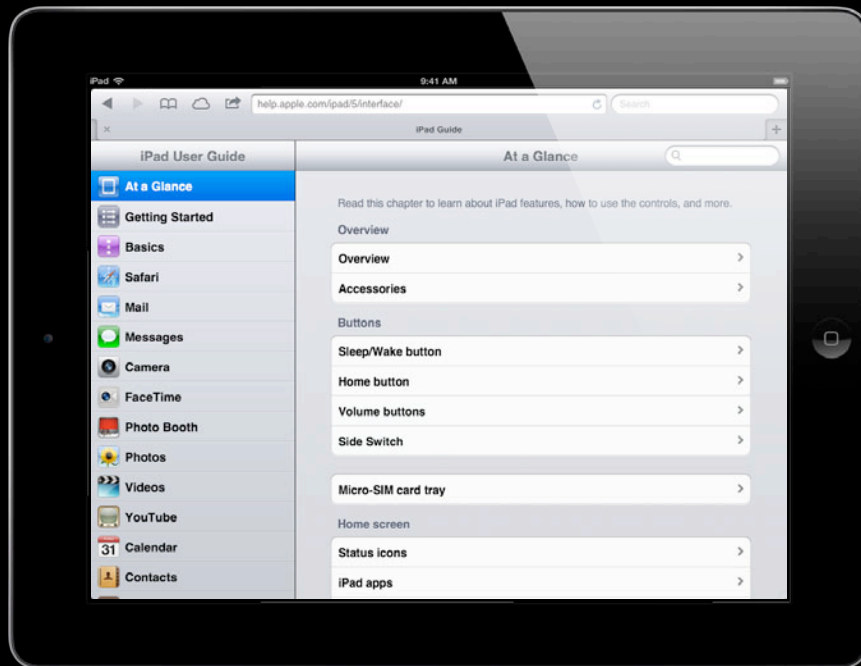 iPad 9:41 AM
help.apple.com/ipad/5/interface/ Search
iPad Guide
iPad User Guide
At a Glance
Getting Started
Basics
Safari
Mail
Messages
Camera
FaceTime
Photo Booth
Photos
Videos
YouTube
31 Calendar
Contacts
At a Glance
Read this chapter to learn about iPad features, how to use the controls, and more.
Overview
Overview
Accessories
Buttons
Sleep/Wake button
Home button
Volume buttons
Side Switch
Micro-SIM card tray
Home screen
Status icons
iPad apps